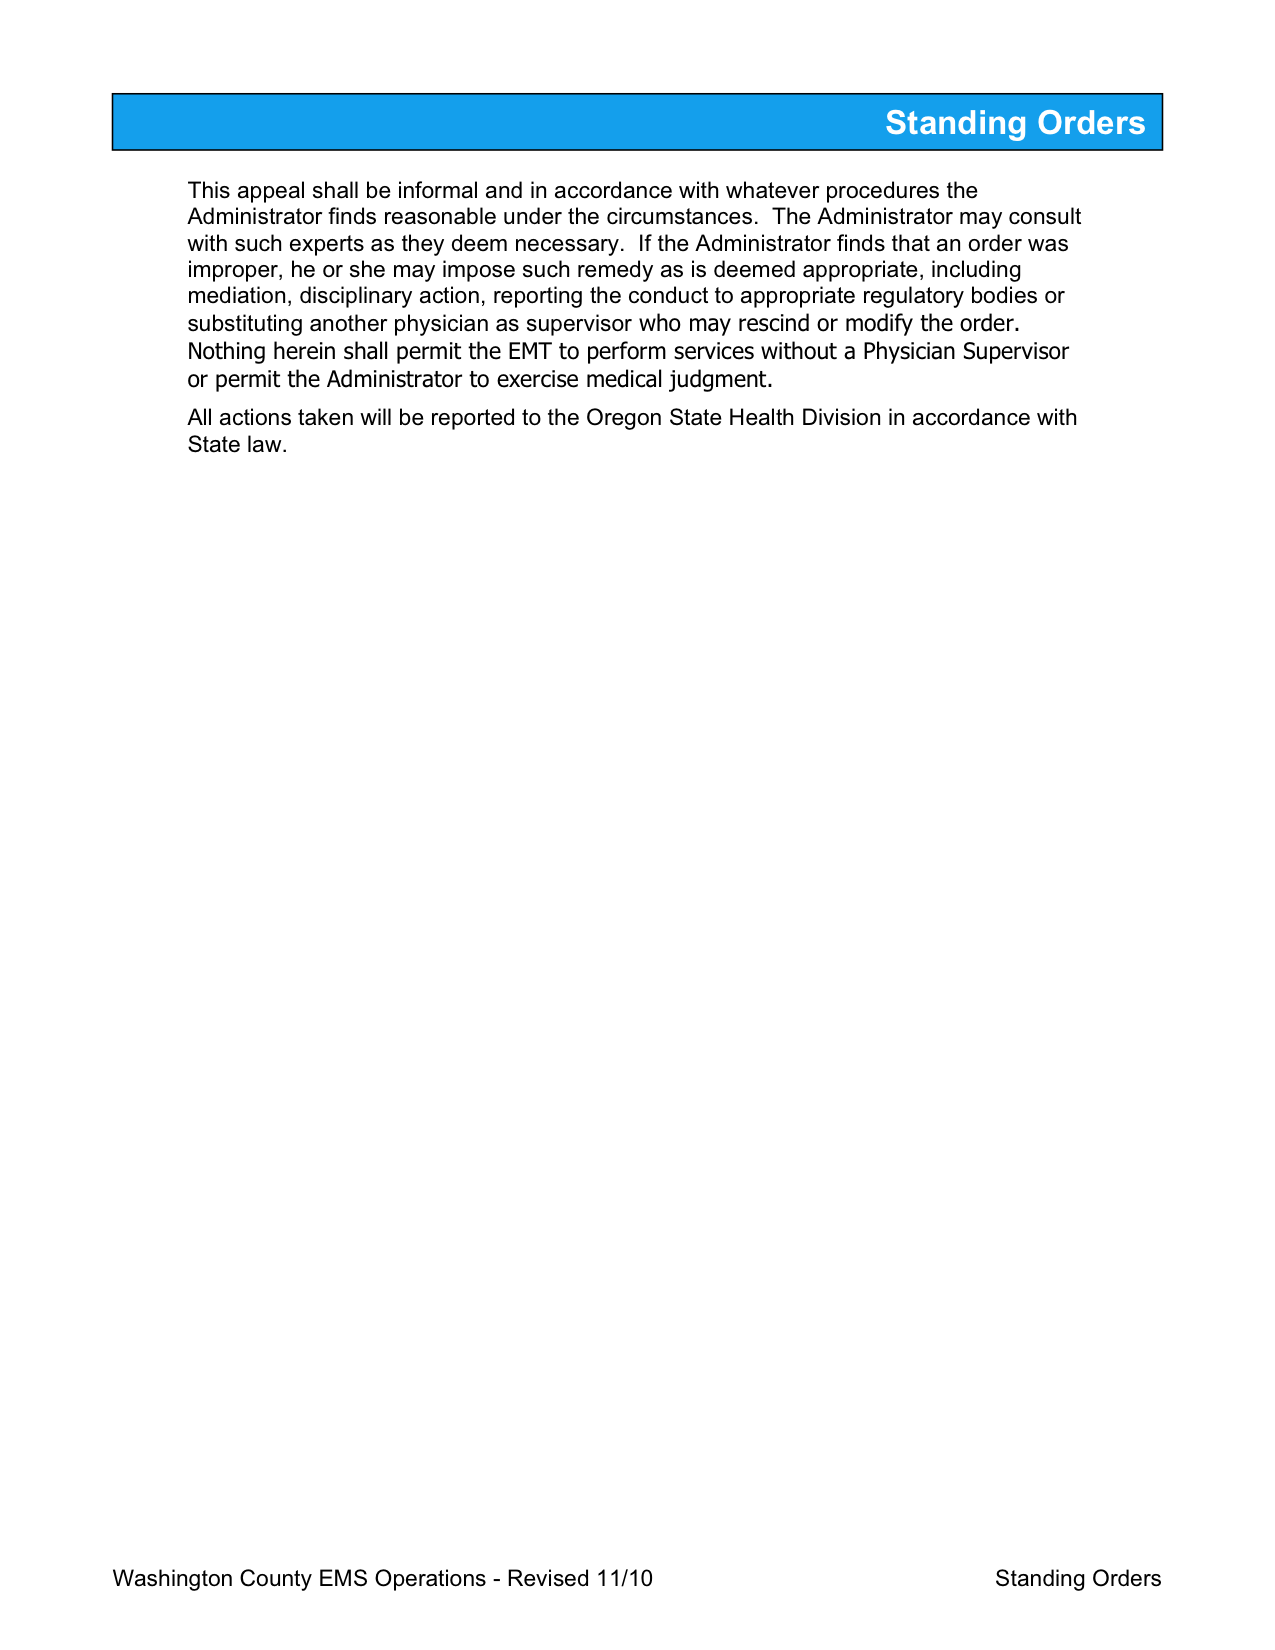 Standing Orders
This appeal shall be informal and in accordance with whatever procedures the
Administrator finds reasonable under the circumstances.  The Administrator may consult
with such experts as they deem necessary.  If the Administrator finds that an order was
improper, he or she may impose such remedy as is deemed appropriate, including
mediation, disciplinary action, reporting the conduct to appropriate regulatory bodies or
substituting another physician as supervisor who may rescind or modify the order.
Nothing herein shall permit the EMT to perform services without a Physician Supervisor
or permit the Administrator to exercise medical judgment.
All actions taken will be reported to the Oregon State Health Division in accordance with
State law.
Washington County EMS Operations - Revised 11/10
Standing Orders